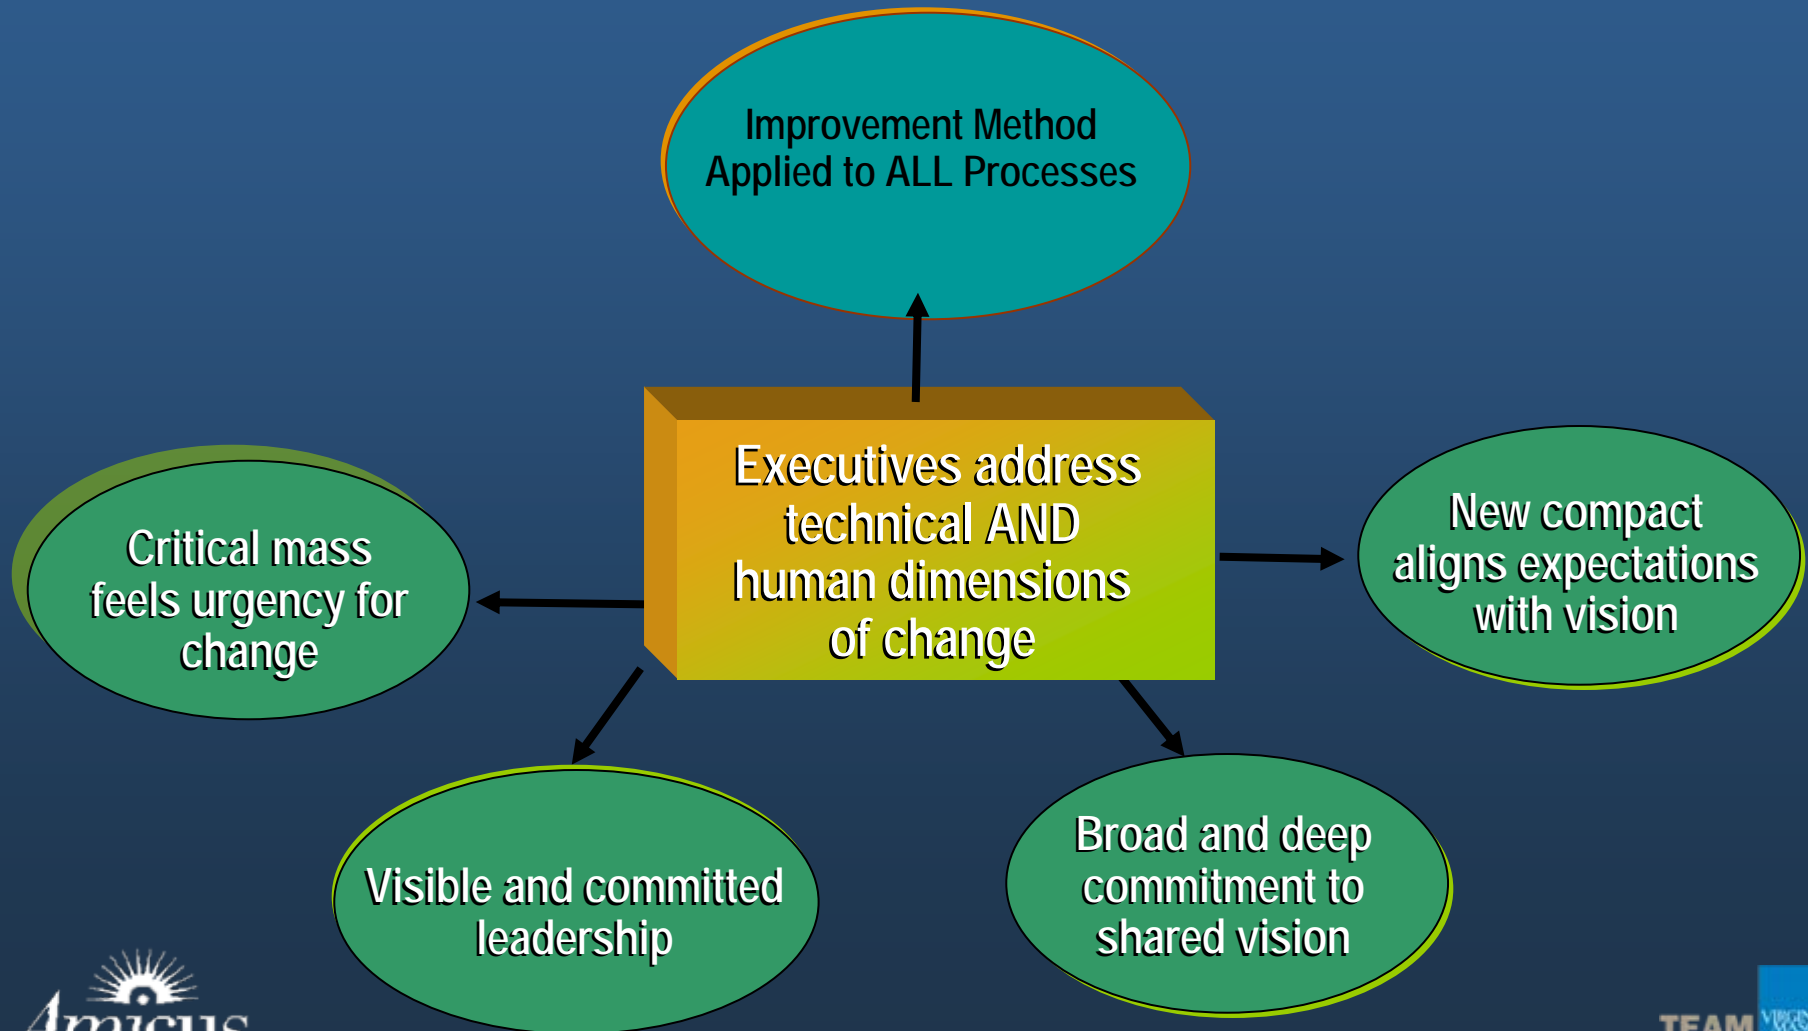 Improvement Method
Applied to ALL Processes
Executives address
technical AND
human dimensions
of change
Critical mass
feels urgency for
change
New compact
aligns expectations
with vision
Visible and committed
leadership
Broad and deep
commitment to
shared vision
Amicus
TEAM